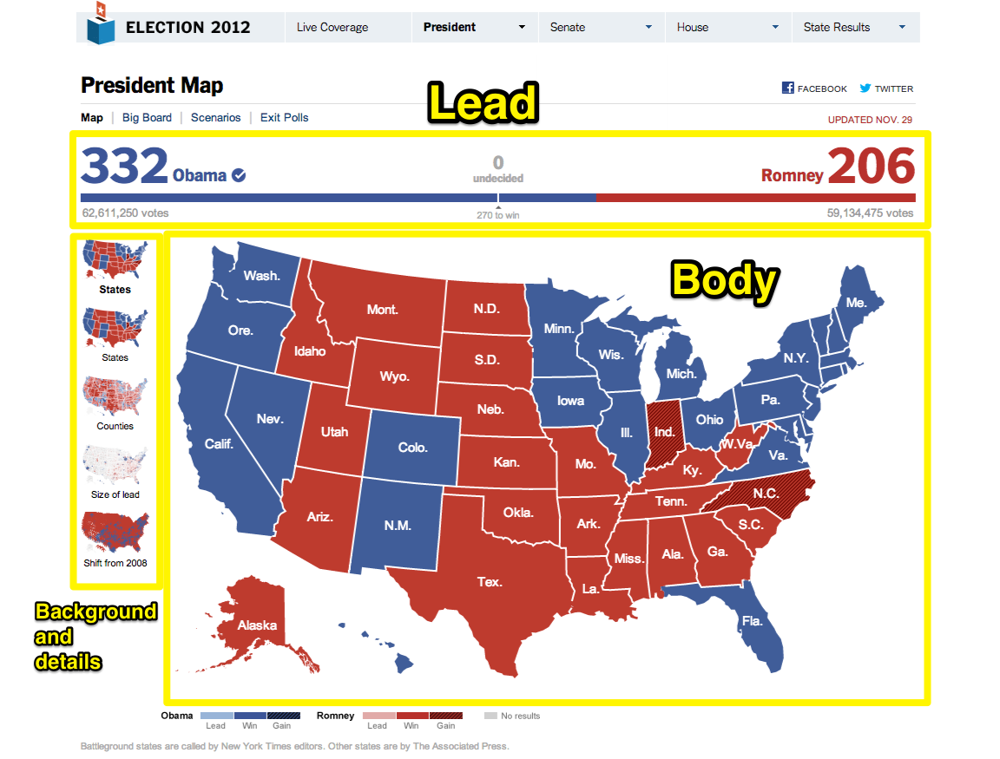 ELECTION 2012
Live Coverage
President
Senate
House
State Results
President Map
FACEBOOK
TWITTER
Lead
Map
Big Board
Scenarios
Exit Polls
UPDATED NOV. 29
332 Obama
0
undecided
Romney 206
62,611,250 votes
270 to win
59,134,475 votes
States
States
Counties
Size of lead
Shift from 2008
Background
and
details
Body
Wash.
Ore.
Idaho
Mont.
N.D.
Minn.
Me.
S.D.
Wis.
Mich.
N.Y.
Wyo.
Neb.
Iowa
Pa.
Nev.
Utah
Colo.
Ill.
Ind.
Ohio
Calif.
Kan.
Mo.
W.Va.
Va.
Ky.
N.C.
Tenn.
Ariz.
N.M.
Okla.
Ark.
S.C.
Miss.
Ala.
Ga.
Tex.
La.
Fla.
Alaska
Obama
Lead
Win
Gain
Romney
Lead
Win
Gain
No results
Battleground states are called by New York Times editors. Other states are by The Associated Press.